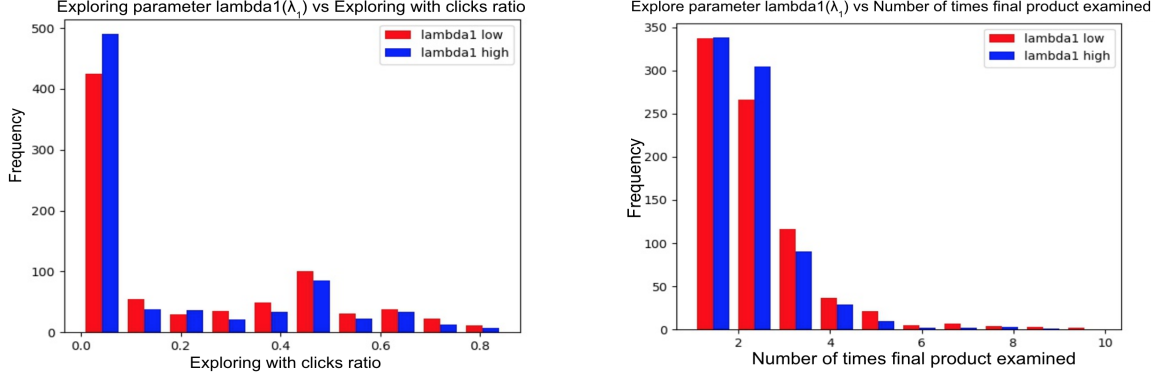 Exploring parameter lambda1(λ₁) vs Exploring with clicks ratio
500
400
300
200
100
0
Frequency
lambda1 low
lambda1 high
0.0 0.2 0.4 0.6 0.8
Exploring with clicks ratio
Explore parameter lambda1(λ₁) vs Number of times final product examined
350
300
250
200
150
100
50
0
Frequency
lambda1 low
lambda1 high
2 4 6 8 10
Number of times final product examined